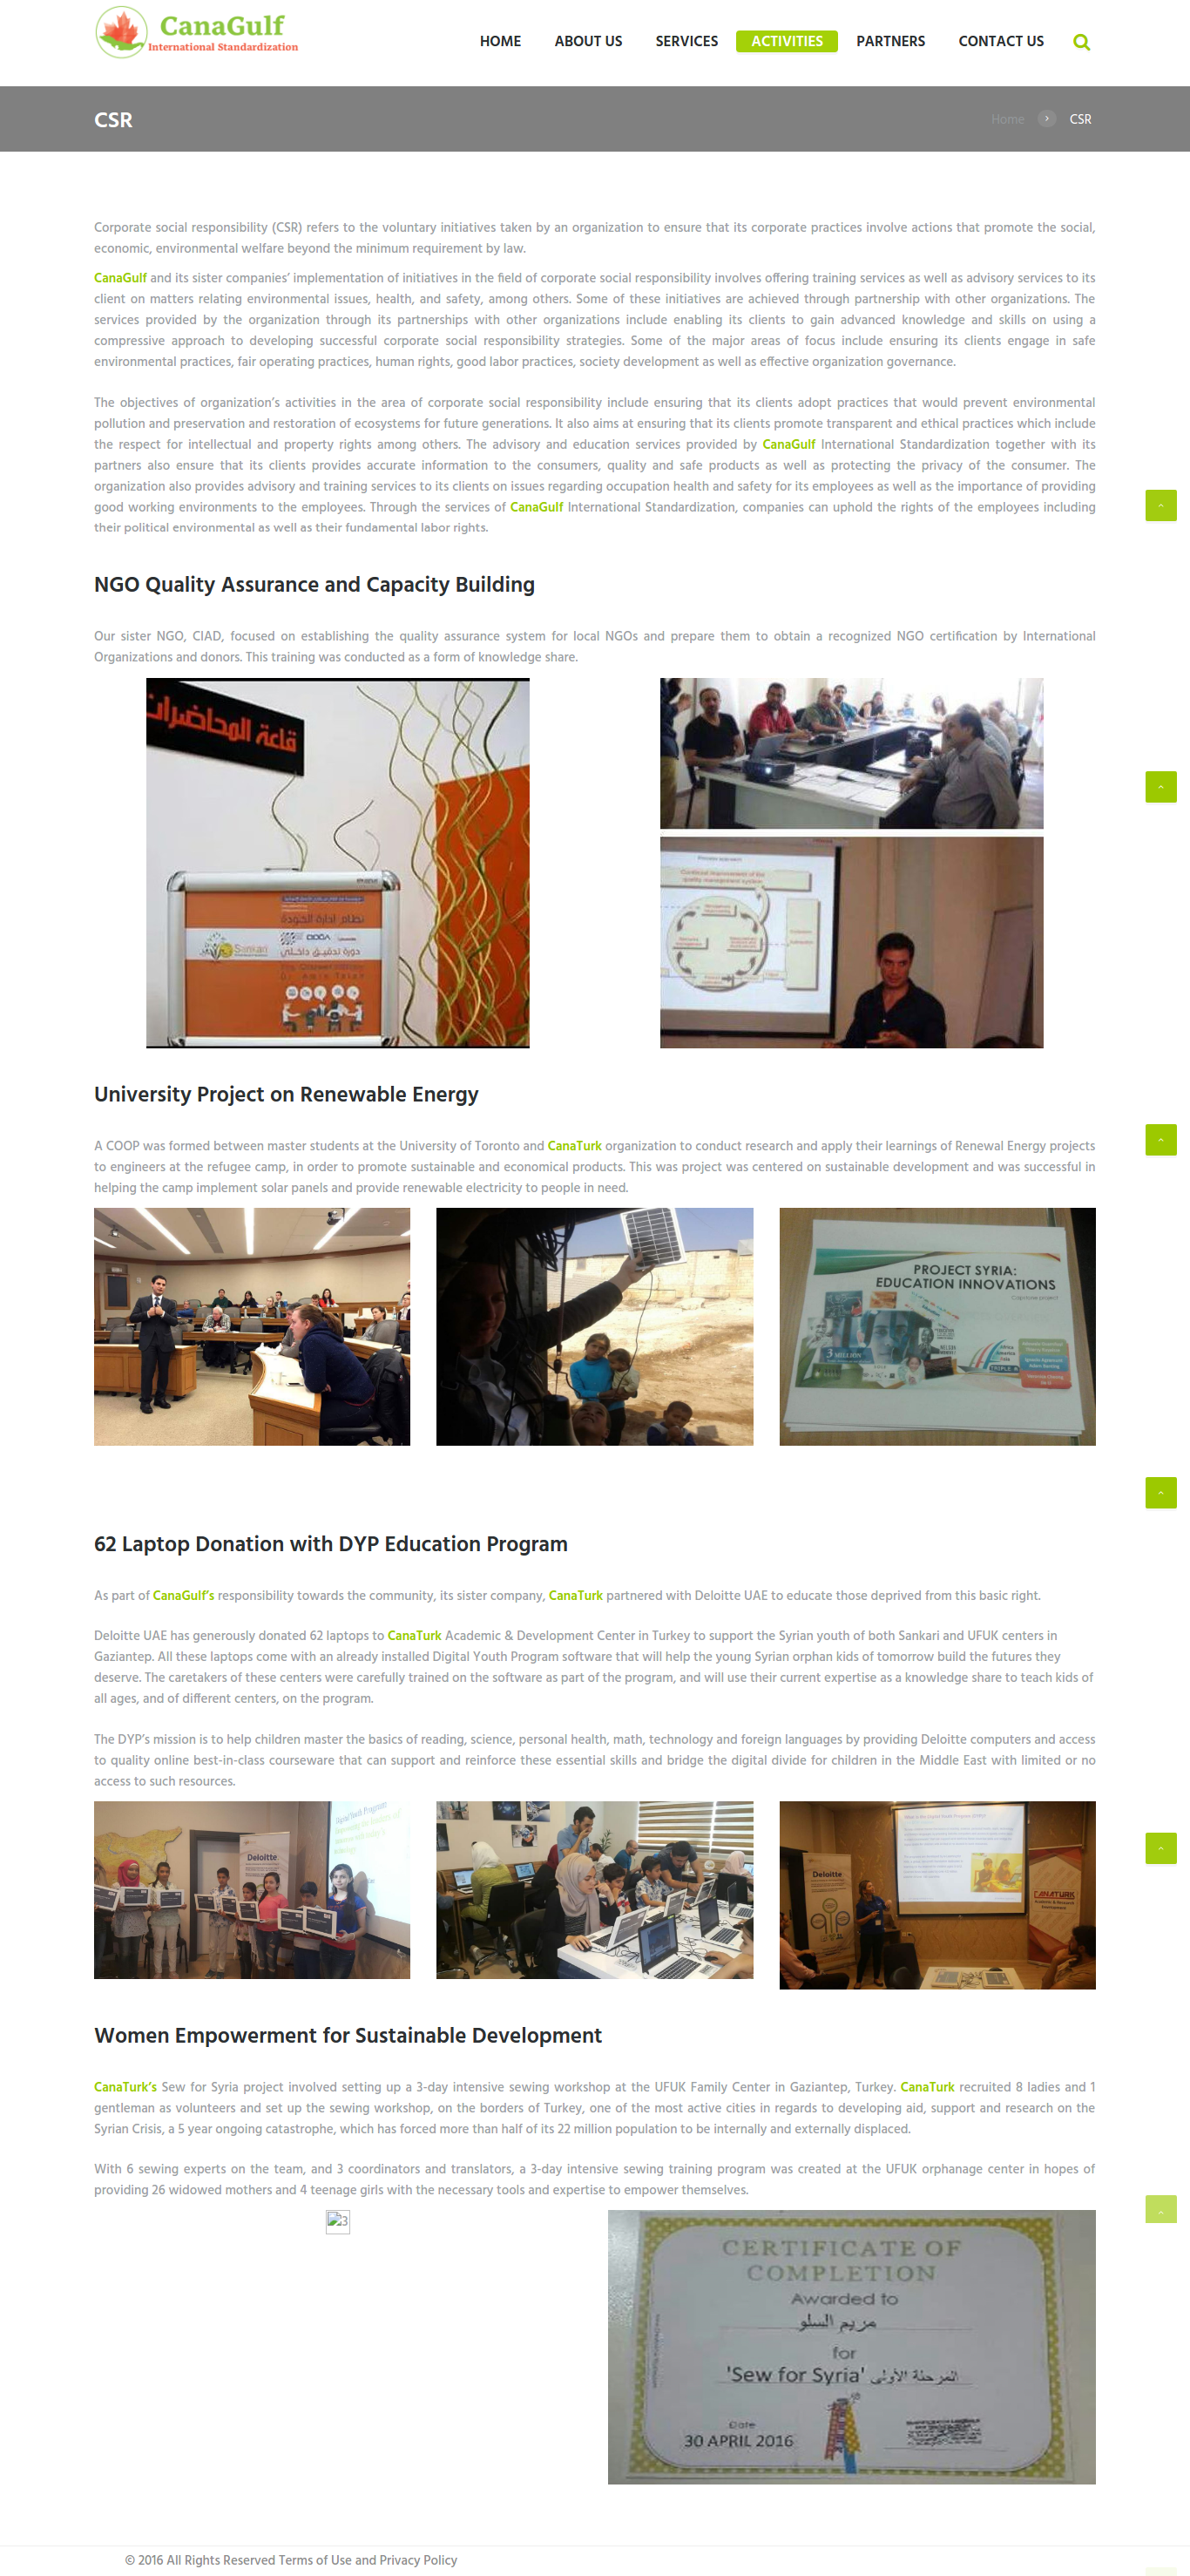 CanaGulf
International Standardization
HOME ABOUT US SERVICES ACTIVITIES PARTNERS CONTACT US
CSR
Home CSR
Corporate social responsibility (CSR) refers to the voluntary initiatives taken by an organization to ensure that its corporate practices involve actions that promote the social,
economic, environmental welfare beyond the minimum requirement by law.
CanaGulf and its sister companies’ implementation of initiatives in the field of corporate social responsibility involves offering training services as well as advisory services to its
client on matters relating environmental issues, health, and safety, among others. Some of these initiatives are achieved through partnership with other organizations. The
services provided by the organization through its partnerships with other organizations include enabling its clients to gain advanced knowledge and skills on using a
compressive approach to developing successful corporate social responsibility strategies. Some of the major areas of focus include ensuring its clients engage in safe
environmental practices, fair operating practices, human rights, good labor practices, society development as well as effective organization governance.
The objectives of organization’s activities in the area of corporate social responsibility include ensuring that its clients adopt practices that would prevent environmental
pollution and preservation and restoration of ecosystems for future generations. It also aims at ensuring that its clients promote transparent and ethical practices which include
the respect for intellectual and property rights among others. The advisory and education services provided by CanaGulf International Standardization together with its
partners also ensure that its clients provides accurate information to the consumers, quality and safe products as well as protecting the privacy of the consumer. The
organization also provides advisory and training services to its clients on issues regarding occupation health and safety for its employees as well as the importance of providing
good working environments to the employees. Through the services of CanaGulf International Standardization, companies can uphold the rights of the employees including
their political environmental as well as their fundamental labor rights.
NGO Quality Assurance and Capacity Building
Our sister NGO, CIAD, focused on establishing the quality assurance system for local NGOs and prepare them to obtain a recognized NGO certification by International
Organizations and donors. This training was conducted as a form of knowledge share.
قاعة المحاضرات
نظام إدارة الجودة
Sankari
دورة تدقيق داخلي
Process approach
Continual improvement of the
quality management system
University Project on Renewable Energy
A COOP was formed between master students at the University of Toronto and CanaTurk organization to conduct research and apply their learnings of Renewal Energy projects
to engineers at the refugee camp, in order to promote sustainable and economical products. This was project was centered on sustainable development and was successful in
helping the camp implement solar panels and provide renewable electricity to people in need.
PROJECT SYRIA:
EDUCATION INNOVATIONS
Capstone project
3 MILLION
62 Laptop Donation with DYP Education Program
As part of CanaGulf’s responsibility towards the community, its sister company, CanaTurk partnered with Deloitte UAE to educate those deprived from this basic right.
Deloitte UAE has generously donated 62 laptops to CanaTurk Academic & Development Center in Turkey to support the Syrian youth of both Sankari and UFUK centers in
Gaziantep. All these laptops come with an already installed Digital Youth Program software that will help the young Syrian orphan kids of tomorrow build the futures they
deserve. The caretakers of these centers were carefully trained on the software as part of the program, and will use their current expertise as a knowledge share to teach kids of
all ages, and of different centers, on the program.
The DYP’s mission is to help children master the basics of reading, science, personal health, math, technology and foreign languages by providing Deloitte computers and access
to quality online best-in-class courseware that can support and reinforce these essential skills and bridge the digital divide for children in the Middle East with limited or no
access to such resources.
Digital Youth Program:
Deloitte
Deloitte
CANATURK
Women Empowerment for Sustainable Development
CanaTurk’s Sew for Syria project involved setting up a 3-day intensive sewing workshop at the UFUK Family Center in Gaziantep, Turkey. CanaTurk recruited 8 ladies and 1
gentleman as volunteers and set up the sewing workshop, on the borders of Turkey, one of the most active cities in regards to developing aid, support and research on the
Syrian Crisis, a 5 year ongoing catastrophe, which has forced more than half of its 22 million population to be internally and externally displaced.
With 6 sewing experts on the team, and 3 coordinators and translators, a 3-day intensive sewing training program was created at the UFUK orphanage center in hopes of
providing 26 widowed mothers and 4 teenage girls with the necessary tools and expertise to empower themselves.
3
CERTIFICATE OF
COMPLETION
Awarded to
مريم السلو
for
'Sew for Syria' المرحلة الأولى
Date
30 APRIL 2016
© 2016 All Rights Reserved Terms of Use and Privacy Policy